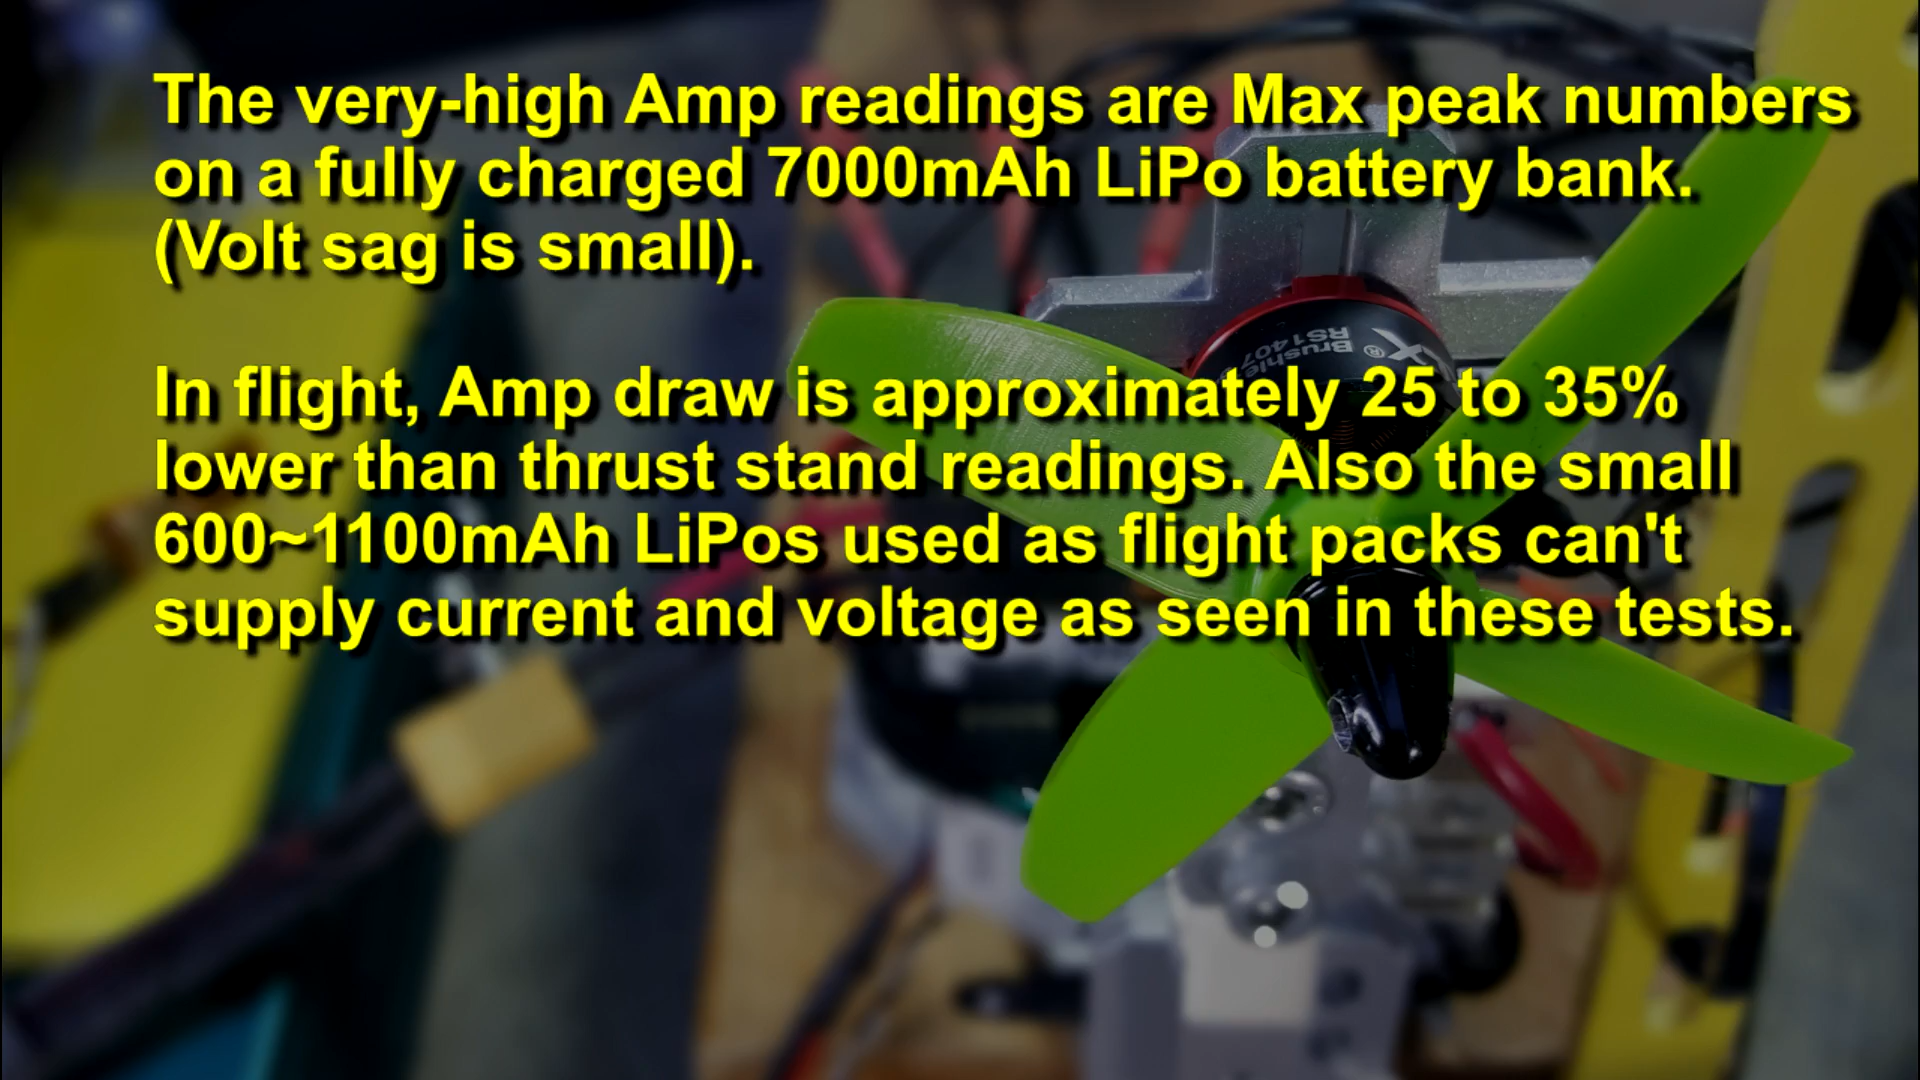 The very-high Amp readings are Max peak numbers
on a fully charged 7000mAh LiPo battery bank.
(Volt sag is small).
In flight, Amp draw is approximately 25 to 35%
lower than thrust stand readings. Also the small
600~1100mAh LiPos used as flight packs can't
supply current and voltage as seen in these tests.
RS1407